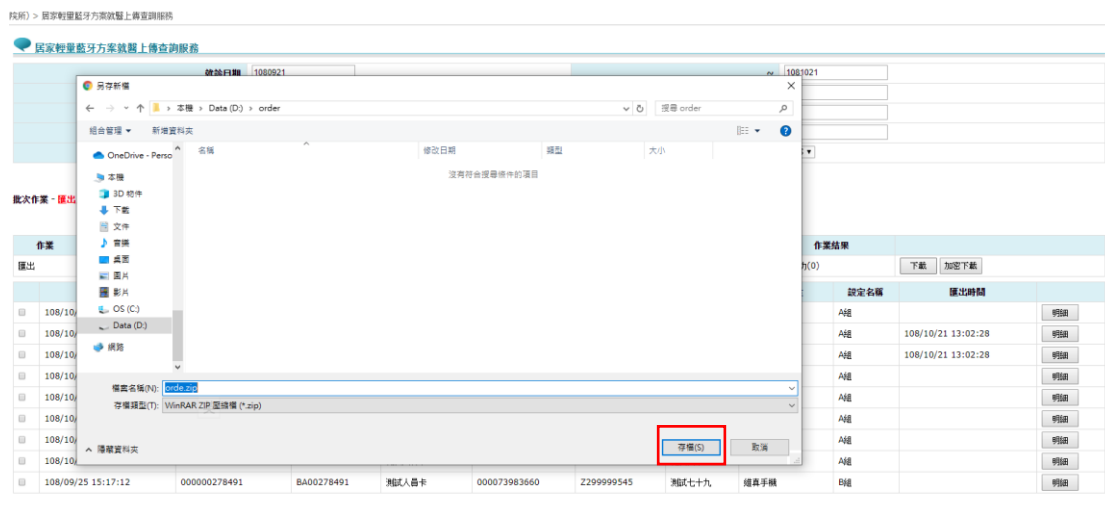 院所) > 居家輕量藍牙方案就醫上傳查詢服務
居家輕量藍牙方案就醫上傳查詢服務
就診日期 1080921 ~ 1081021
另存新檔
本機 > Data (D:) > order 搜尋 order
組合管理 新增資料夾
名稱 修改日期 類型 大小
沒有符合搜尋條件的項目
OneDrive - Perso
本機
3D 物件
下載
文件
音樂
桌面
圖片
影片
OS (C:)
Data (D:)
網路
檔案名稱(N): orde.zip
存檔類型(T): WinRAR ZIP 壓縮檔 (*.zip)
隱藏資料夾 存檔(S) 取消
批次作業 - 匯出
作業 作業結果
匯出 (0) 下載 加密下載
設定名稱 匯出時間
108/10/ A組 明細
108/10/ A組 108/10/21 13:02:28 明細
108/10/ A組 108/10/21 13:02:28 明細
108/10/ A組 明細
108/10/ A組 明細
108/10/ A組 明細
108/10/ A組 明細
108/10/ A組 明細
108/09/25 15:17:12 000000278491 BA00278491 測試人員卡 000073983660 Z299999545 測試七十九 擬真手機 B組 明細